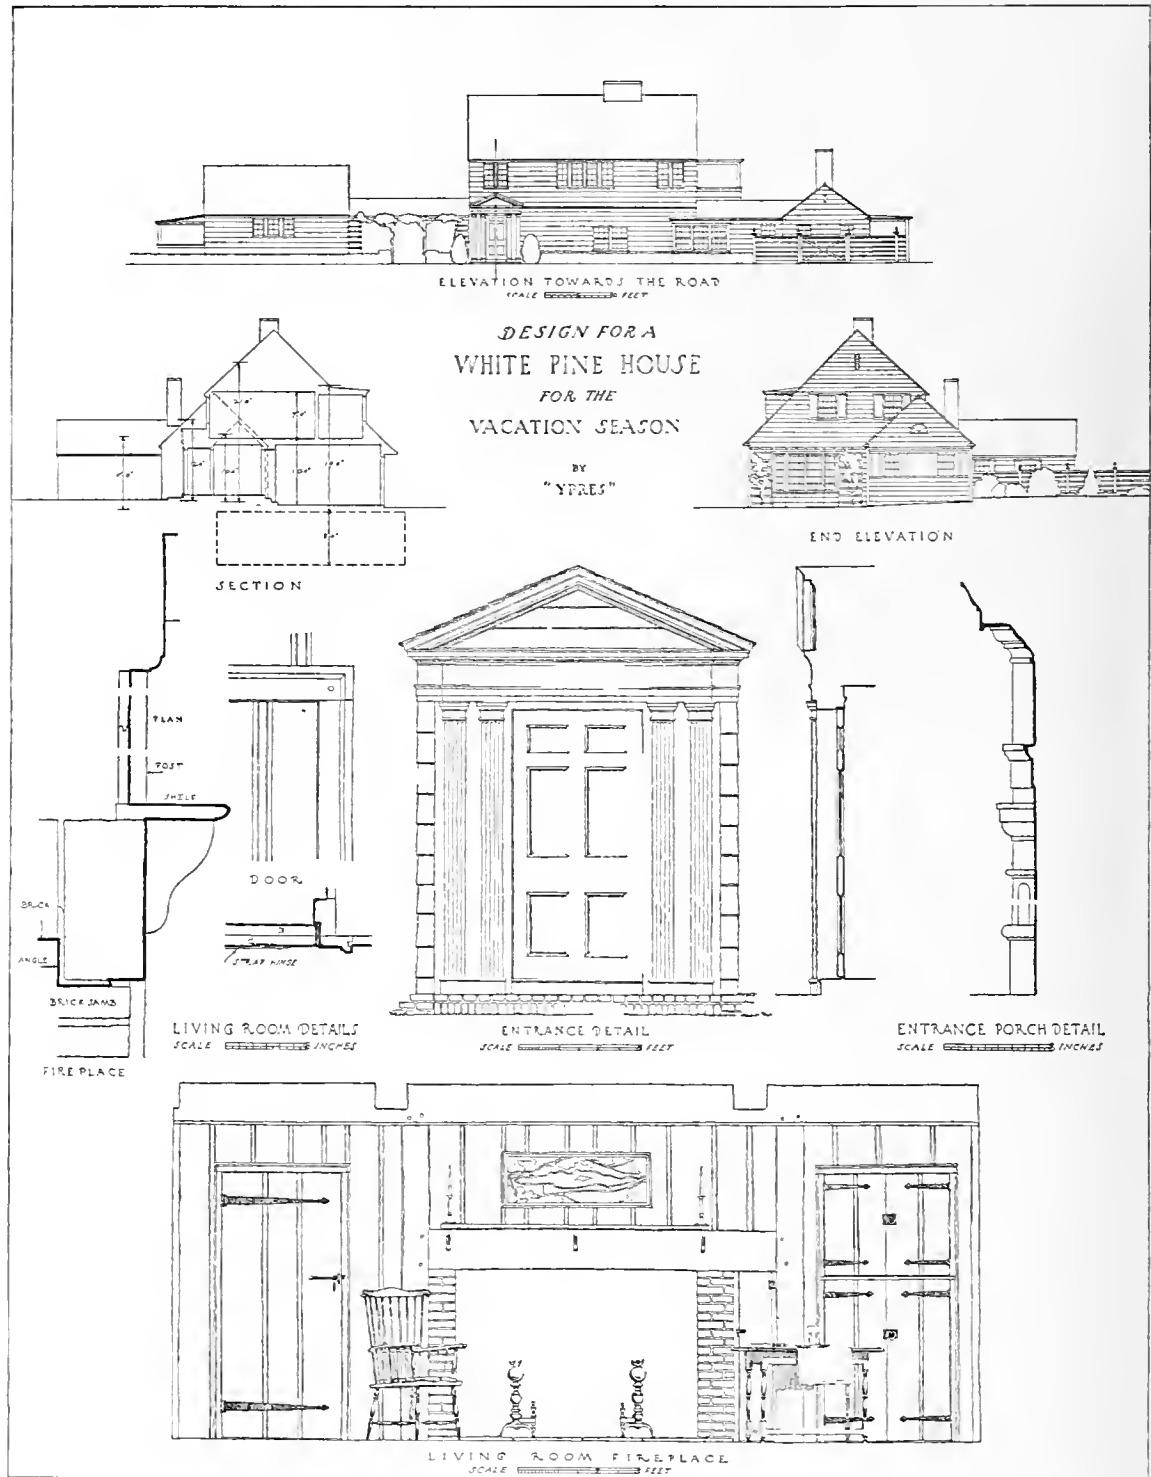 ELEVATION TOWARDS THE ROAD
SCALE FEET
DESIGN FOR A
WHITE PINE HOUSE
FOR THE
VACATION SEASON
BY
"YPRES"
SECTION
END ELEVATION
PLAN
POST
SHELF
DOOR
BRICK
ANGLE
STRAP HINGE
BRICK JAMB
LIVING ROOM DETAILS
SCALE INCHES
FIREPLACE
ENTRANCE DETAIL
SCALE FEET
ENTRANCE PORCH DETAIL
SCALE INCHES
LIVING ROOM FIREPLACE
SCALE FEET